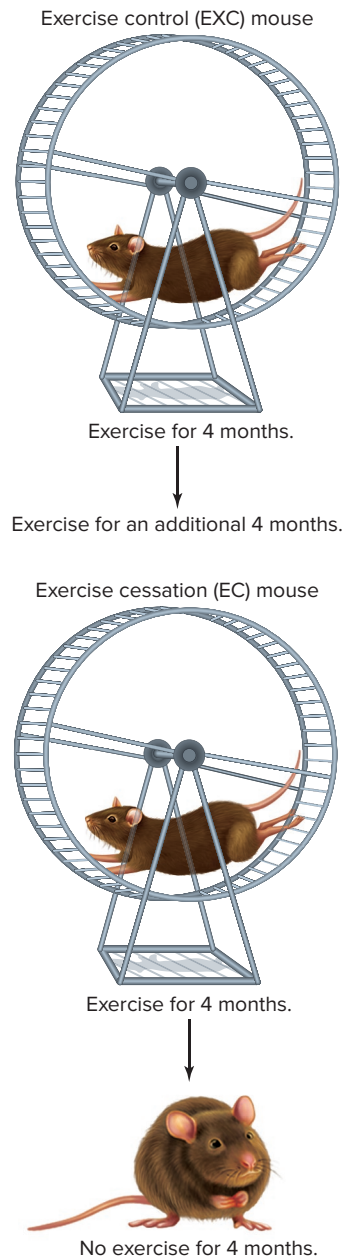 Exercise control (EXC) mouse
Exercise for 4 months.
Exercise for an additional 4 months.
Exercise cessation (EC) mouse
Exercise for 4 months.
No exercise for 4 months.